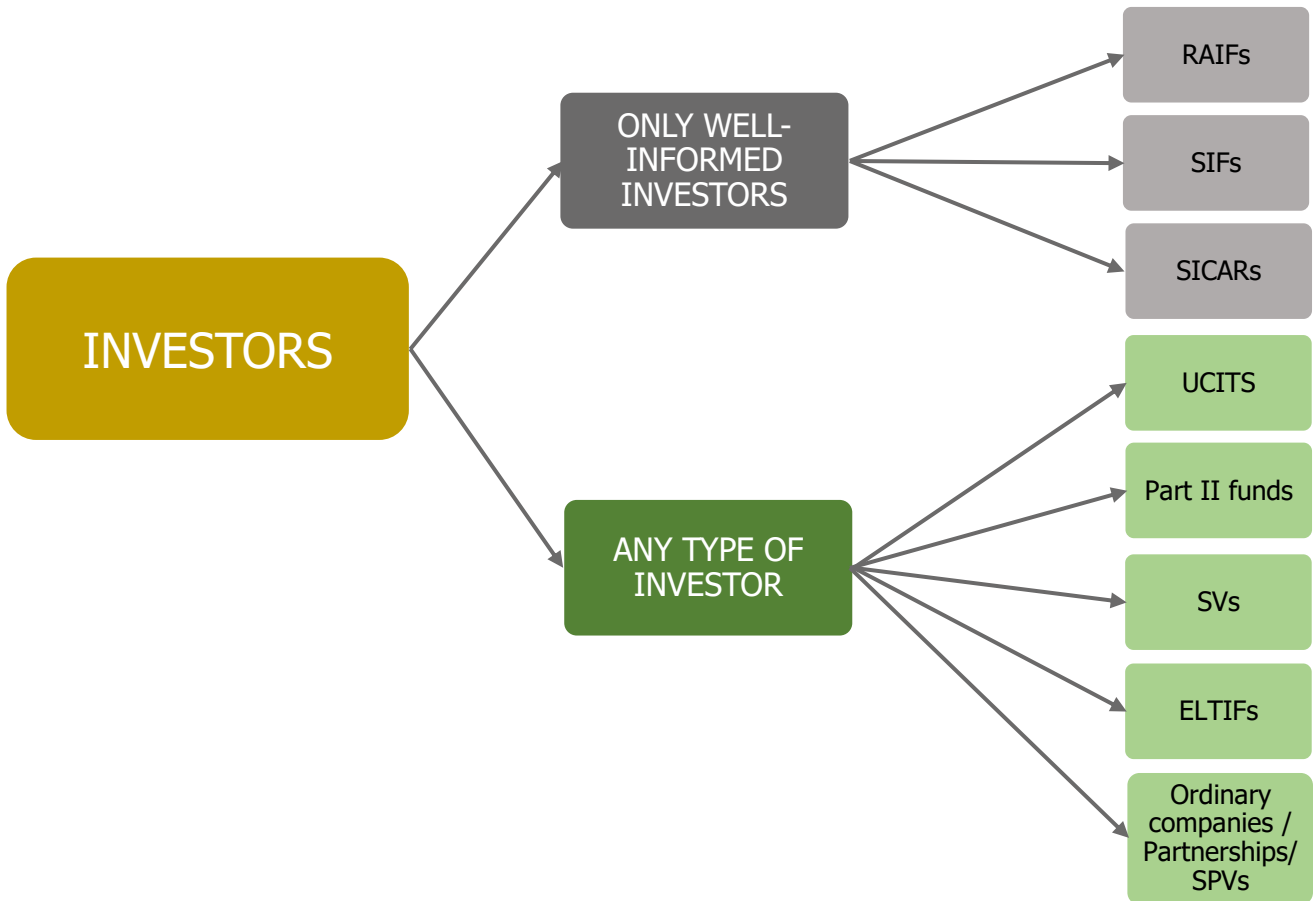 INVESTORS
ONLY WELL-
INFORMED
INVESTORS
RAIFs
SIFs
SICARs
ANY TYPE OF
INVESTOR
UCITS
Part II funds
SVs
ELTIFs
Ordinary
companies /
Partnerships/
SPVs